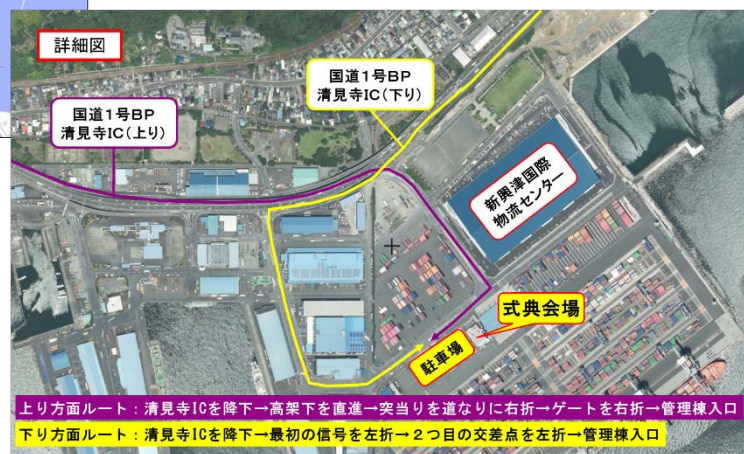 詳細図
国道1号BP
清見寺IC(下り)
国道1号BP
清見寺IC(上り)
新興津国際
物流センター
式典会場
駐車場
上り方面ルート：清見寺ICを降下→高架下を直進→突当りを道なりに右折→ゲートを右折→管理棟入口
下り方面ルート：清見寺ICを降下→最初の信号を左折→２つ目の交差点を左折→管理棟入口